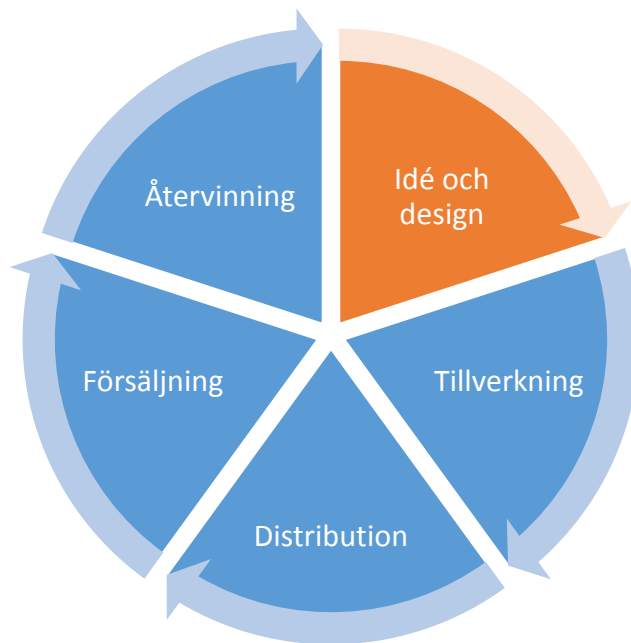 Idé och
design
Tillverkning
Distribution
Försäljning
Återvinning